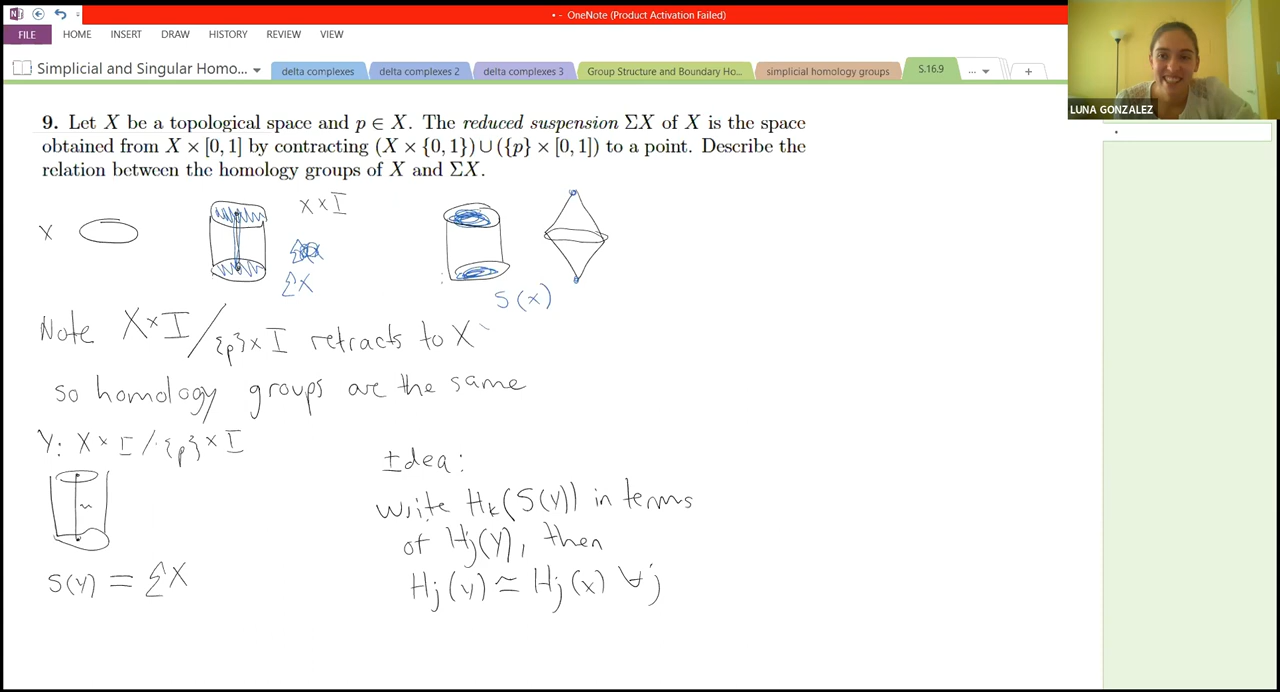 • - OneNote (Product Activation Failed)
FILE HOME INSERT DRAW HISTORY REVIEW VIEW
Simplicial and Singular Homo... delta complexes delta complexes 2 delta complexes 3 Group Structure and Boundary Ho... simplicial homology groups S.16.9 ... +
LUNA GONZALEZ
9. Let X be a topological space and p ∈ X. The reduced suspension ΣX of X is the space
obtained from X × [0, 1] by contracting (X × {0, 1}) ∪ ({p} × [0, 1]) to a point. Describe the
relation between the homology groups of X and ΣX.
X
X × I
ΣX
S(X)
Note X × I / {p} × I retracts to X
so homology groups are the same
Y: X × I / {p} × I
~
S(Y) = ΣX
Idea:
Write H_k(S(Y)) in terms
of H_j(Y), then
H_j(Y) ≃ H_j(X) ∀ j